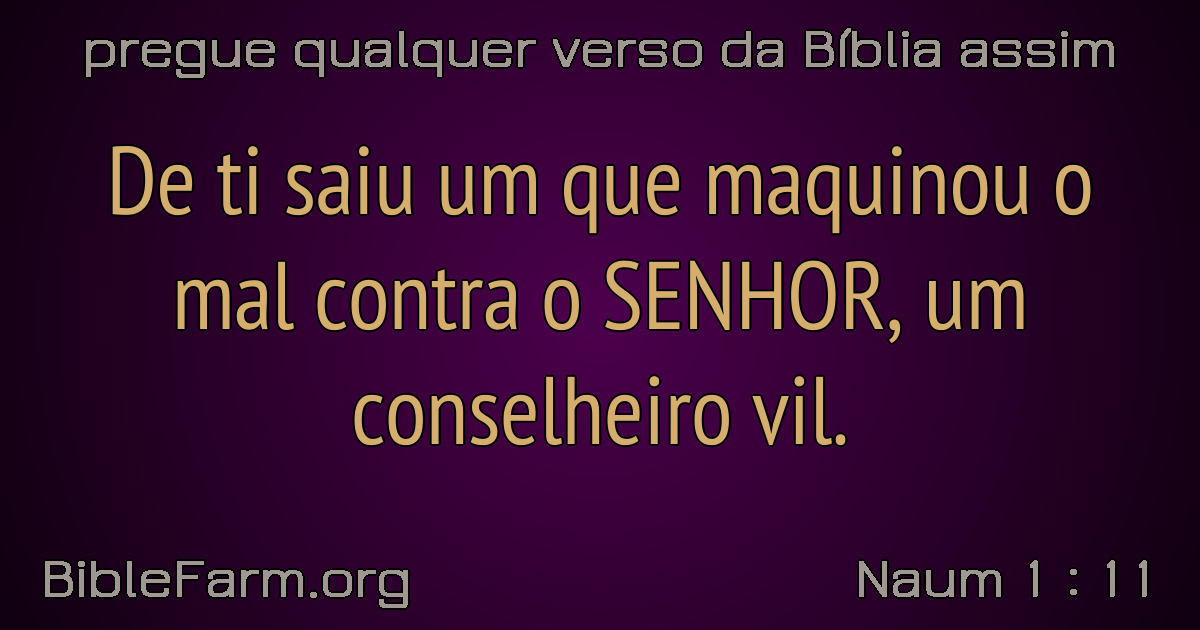 pregue qualquer verso da Bíblia assim
De ti saiu um que maquinou o
mal contra o SENHOR, um
conselheiro vil.
BibleFarm.org
Naum 1 : 11